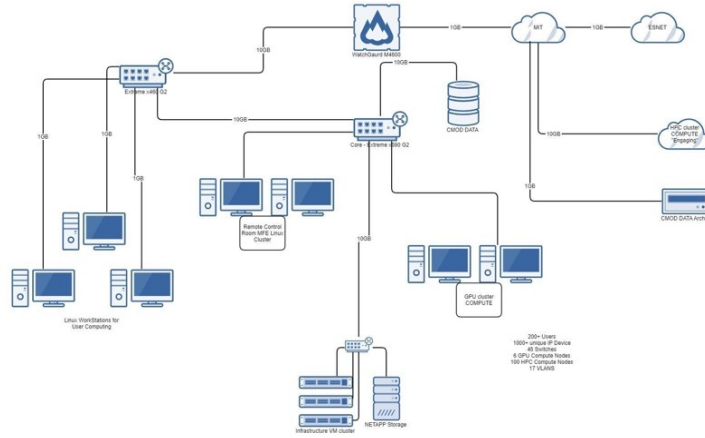 1GB
1GB
WatchGaurd M4600
MIT
ESNET
10GB
10GB
Extreme x460 G2
CMOD DATA
10GB
1GB
1GB
Core - Extreme x690 G2
10GB
HPC cluster
COMPUTE
"Engaging"
1GB
1GB
CMOD DATA Arch
Remote Control
Room MFE Linux
Cluster
10GB
GPU cluster
COMPUTE
Linux WorkStations for
User Computing
200+ Users
1000+ unique IP Device
45 Switches
6 GPU Compute Nodes
100 HPC Compute Nodes
17 VLANS
Infrastructure VM cluster
NETAPP Storage